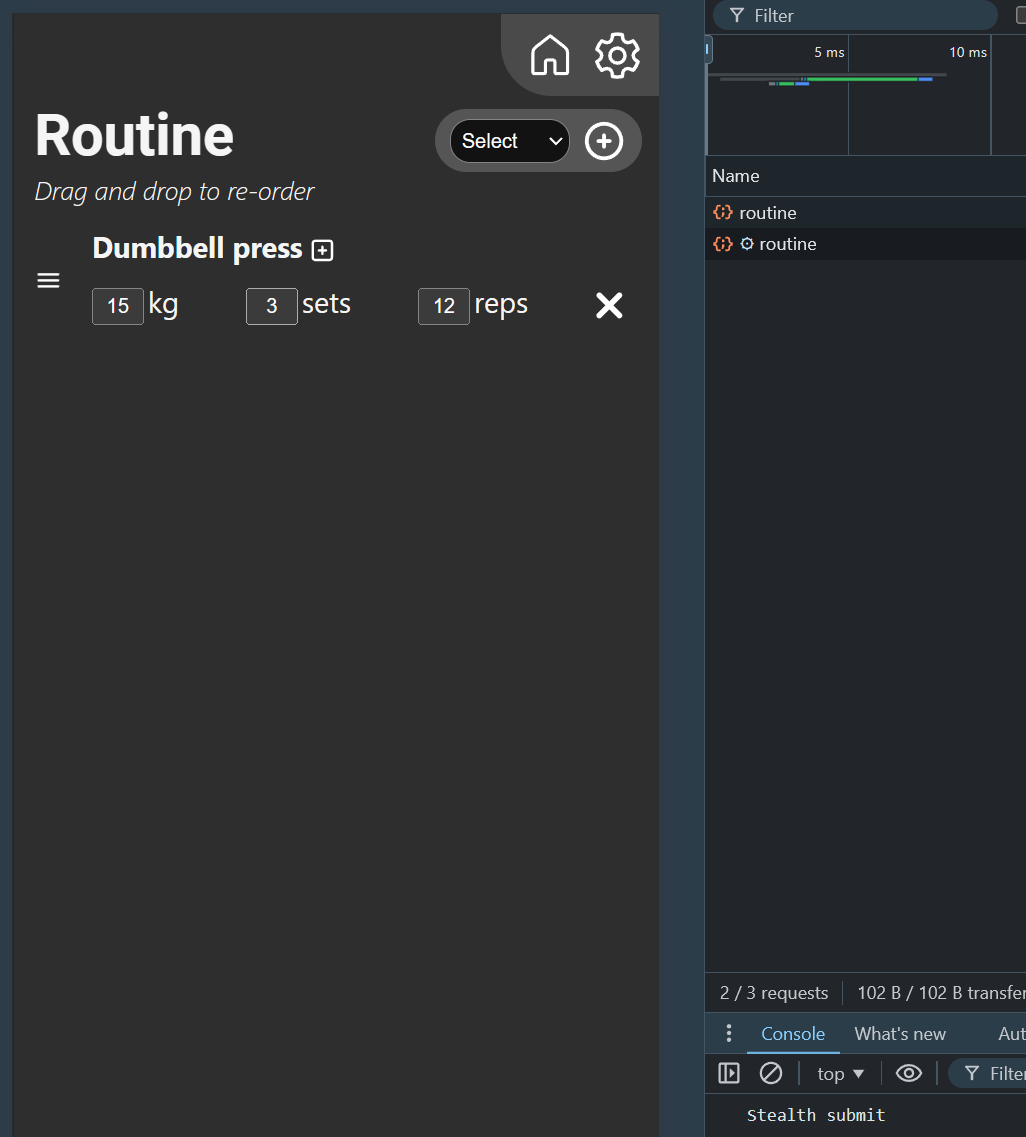 Routine
Select
Drag and drop to re-order
Dumbbell press
15 kg 3 sets 12 reps
Filter
5 ms 10 ms
Name
routine
routine
2 / 3 requests 102 B / 102 B transfer
Console What's new Aut
top Filter
Stealth submit